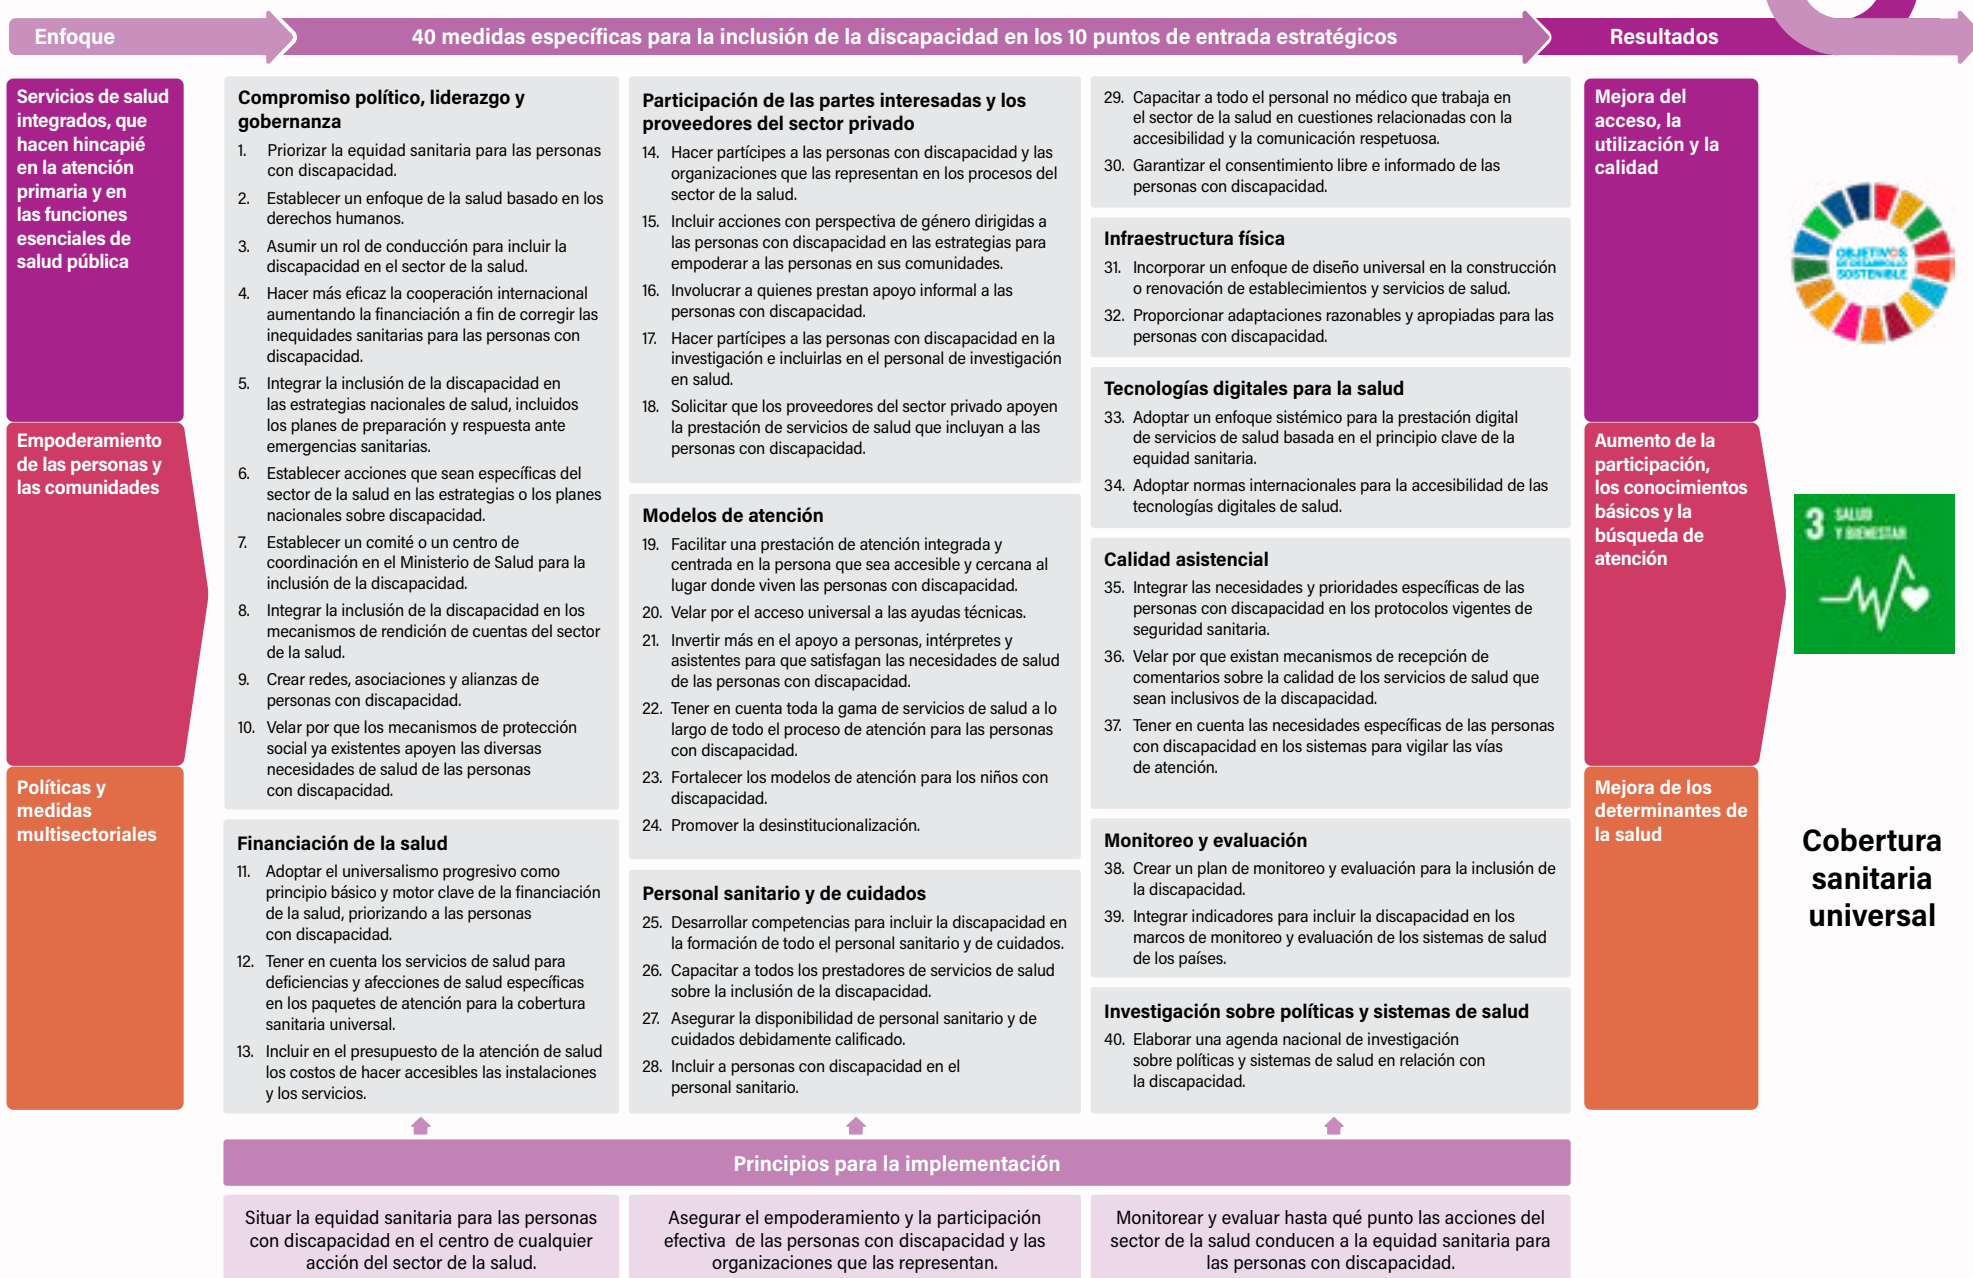 Enfoque
40 medidas específicas para la inclusión de la discapacidad en los 10 puntos de entrada estratégicos
Resultados
Servicios de salud
integrados, que
hacen hincapié
en la atención
primaria y en
las funciones
esenciales de
salud pública
Empoderamiento
de las personas y
las comunidades
Políticas y
medidas
multisectoriales
Compromiso político, liderazgo y
gobernanza
1. Priorizar la equidad sanitaria para las personas
con discapacidad.
2. Establecer un enfoque de la salud basado en los
derechos humanos.
3. Asumir un rol de conducción para incluir la
discapacidad en el sector de la salud.
4. Hacer más eficaz la cooperación internacional
aumentando la financiación a fin de corregir las
inequidades sanitarias para las personas con
discapacidad.
5. Integrar la inclusión de la discapacidad en
las estrategias nacionales de salud, incluidos
los planes de preparación y respuesta ante
emergencias sanitarias.
6. Establecer acciones que sean específicas del
sector de la salud en las estrategias o los planes
nacionales sobre discapacidad.
7. Establecer un comité o un centro de
coordinación en el Ministerio de Salud para la
inclusión de la discapacidad.
8. Integrar la inclusión de la discapacidad en los
mecanismos de rendición de cuentas del sector
de la salud.
9. Crear redes, asociaciones y alianzas de
personas con discapacidad.
10. Velar por que los mecanismos de protección
social ya existentes apoyen las diversas
necesidades de salud de las personas
con discapacidad.
Financiación de la salud
11. Adoptar el universalismo progresivo como
principio básico y motor clave de la financiación
de la salud, priorizando a las personas
con discapacidad.
12. Tener en cuenta los servicios de salud para
deficiencias y afecciones de salud específicas
en los paquetes de atención para la cobertura
sanitaria universal.
13. Incluir en el presupuesto de la atención de salud
los costos de hacer accesibles las instalaciones
y los servicios.
Participación de las partes interesadas y los
proveedores del sector privado
14. Hacer partícipes a las personas con discapacidad y las
organizaciones que las representan en los procesos del
sector de la salud.
15. Incluir acciones con perspectiva de género dirigidas a
las personas con discapacidad en las estrategias para
empoderar a las personas en sus comunidades.
16. Involucrar a quienes prestan apoyo informal a las
personas con discapacidad.
17. Hacer partícipes a las personas con discapacidad en la
investigación e incluirlas en el personal de investigación
en salud.
18. Solicitar que los proveedores del sector privado apoyen
la prestación de servicios de salud que incluyan a las
personas con discapacidad.
Modelos de atención
19. Facilitar una prestación de atención integrada y
centrada en la persona que sea accesible y cercana al
lugar donde viven las personas con discapacidad.
20. Velar por el acceso universal a las ayudas técnicas.
21. Invertir más en el apoyo a personas, intérpretes y
asistentes para que satisfagan las necesidades de salud
de las personas con discapacidad.
22. Tener en cuenta toda la gama de servicios de salud a lo
largo de todo el proceso de atención para las personas
con discapacidad.
23. Fortalecer los modelos de atención para los niños con
discapacidad.
24. Promover la desinstitucionalización.
Personal sanitario y de cuidados
25. Desarrollar competencias para incluir la discapacidad en
la formación de todo el personal sanitario y de cuidados.
26. Capacitar a todos los prestadores de servicios de salud
sobre la inclusión de la discapacidad.
27. Asegurar la disponibilidad de personal sanitario y de
cuidados debidamente calificado.
28. Incluir a personas con discapacidad en el
personal sanitario.
29. Capacitar a todo el personal no médico que trabaja en
el sector de la salud en cuestiones relacionadas con la
accesibilidad y la comunicación respetuosa.
30. Garantizar el consentimiento libre e informado de las
personas con discapacidad.
Infraestructura física
31. Incorporar un enfoque de diseño universal en la construcción
o renovación de establecimientos y servicios de salud.
32. Proporcionar adaptaciones razonables y apropiadas para las
personas con discapacidad.
Tecnologías digitales para la salud
33. Adoptar un enfoque sistémico para la prestación digital
de servicios de salud basada en el principio clave de la
equidad sanitaria.
34. Adoptar normas internacionales para la accesibilidad de las
tecnologías digitales de salud.
Calidad asistencial
35. Integrar las necesidades y prioridades específicas de las
personas con discapacidad en los protocolos vigentes de
seguridad sanitaria.
36. Velar por que existan mecanismos de recepción de
comentarios sobre la calidad de los servicios de salud que
sean inclusivos de la discapacidad.
37. Tener en cuenta las necesidades específicas de las personas
con discapacidad en los sistemas para vigilar las vías
de atención.
Monitoreo y evaluación
38. Crear un plan de monitoreo y evaluación para la inclusión de
la discapacidad.
39. Integrar indicadores para incluir la discapacidad en los
marcos de monitoreo y evaluación de los sistemas de salud
de los países.
Investigación sobre políticas y sistemas de salud
40. Elaborar una agenda nacional de investigación
sobre políticas y sistemas de salud en relación con
la discapacidad.
Mejora del
acceso, la
utilización y la
calidad
Aumento de la
participación,
los conocimientos
básicos y la
búsqueda de
atención
Mejora de los
determinantes de
la salud
OBJETIVOS
DE DESARROLLO
SOSTENIBLE
3 SALUD
Y BIENESTAR
Cobertura
sanitaria
universal
Principios para la implementación
Situar la equidad sanitaria para las personas
con discapacidad en el centro de cualquier
acción del sector de la salud.
Asegurar el empoderamiento y la participación
efectiva de las personas con discapacidad y las
organizaciones que las representan.
Monitorear y evaluar hasta qué punto las acciones del
sector de la salud conducen a la equidad sanitaria para
las personas con discapacidad.